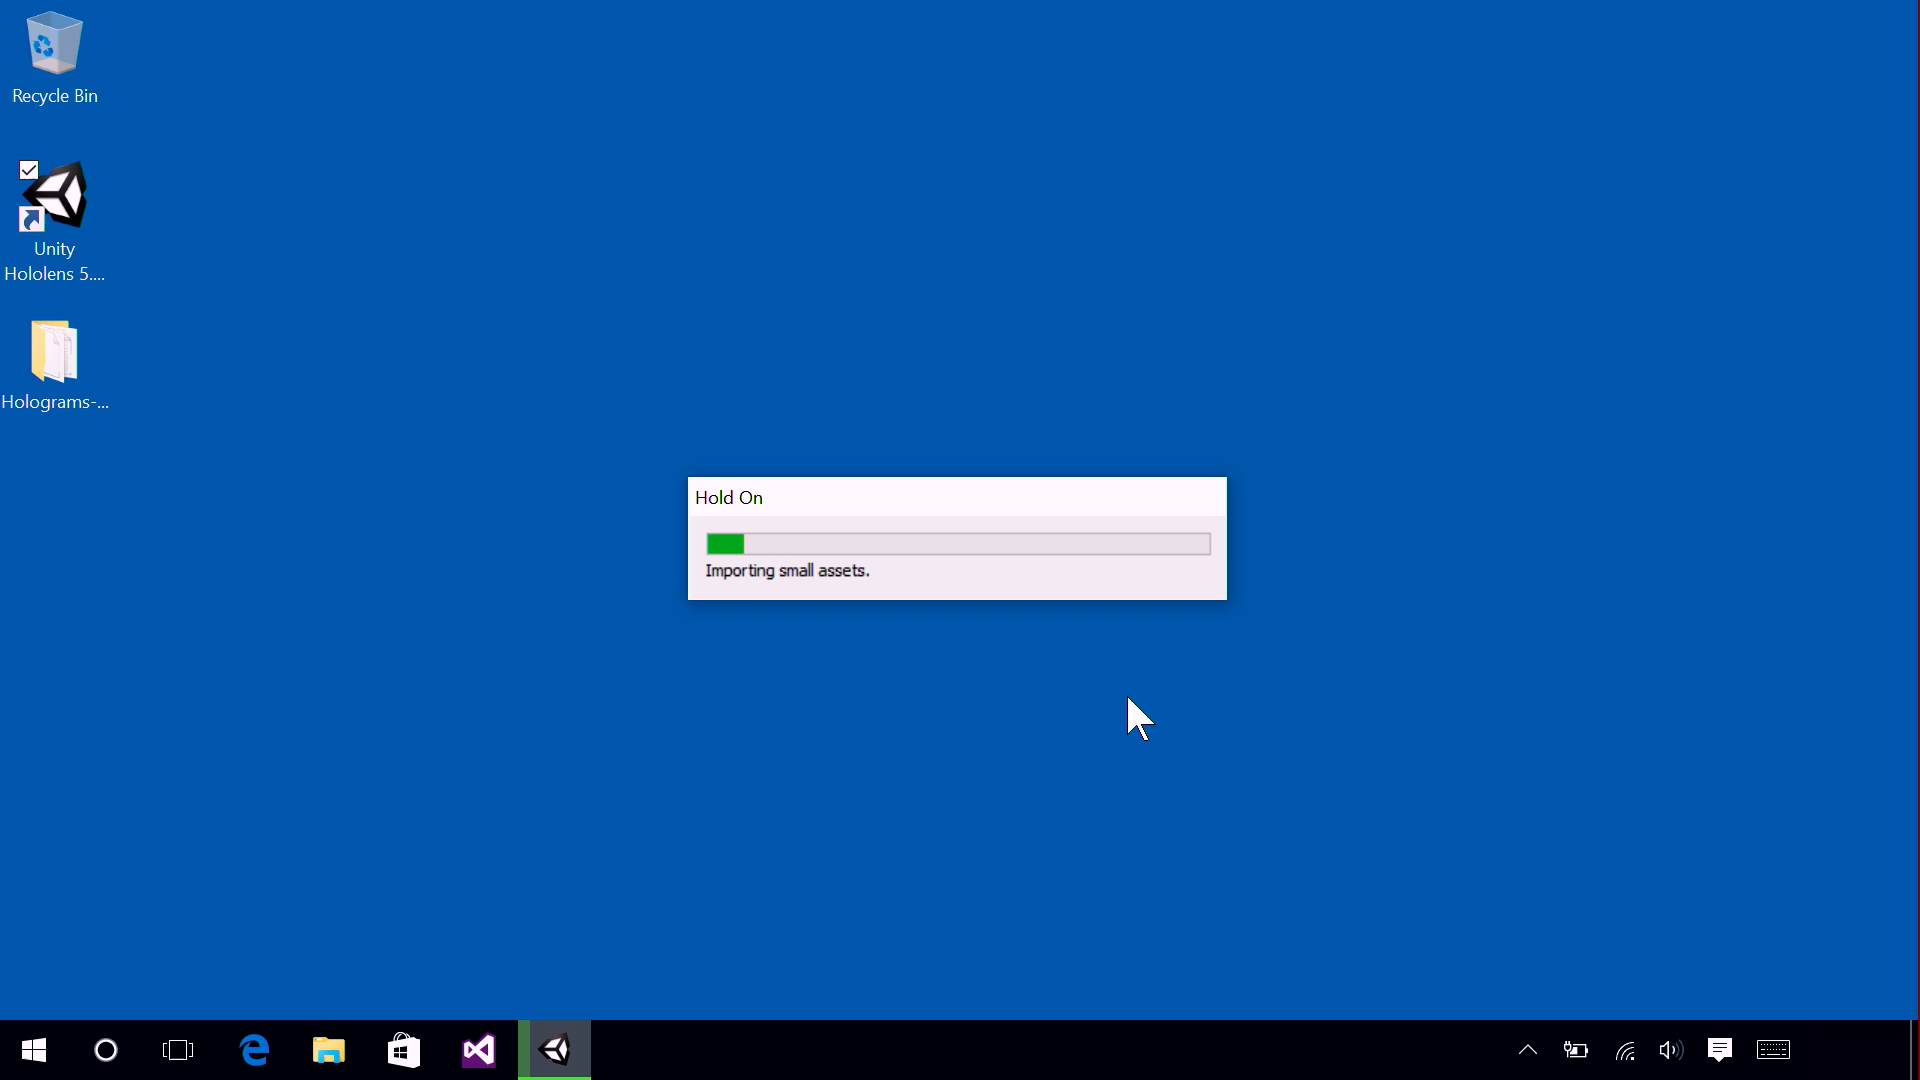 Recycle Bin
Unity
Hololens 5....
Holograms-...
Hold On
Importing small assets.